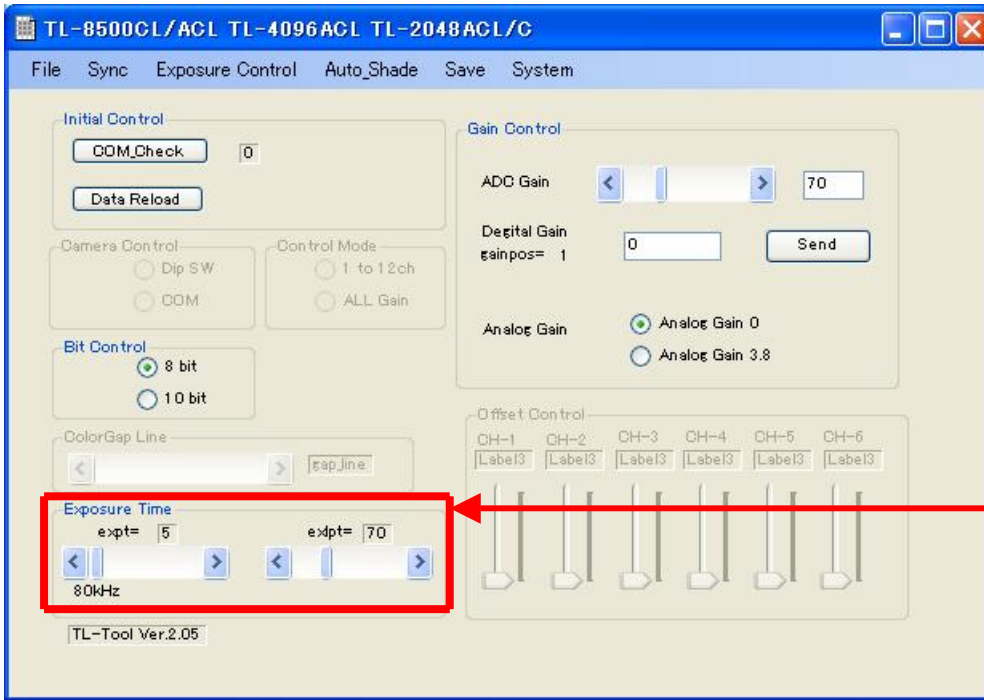 TL-8500CL/ACL TL-4096ACL TL-2048ACL/C
File Sync Exposure Control Auto_Shade Save System
Initial Control
COM_Check 0
Data Reload
Camera Control
Dip SW
COM
Control Mode
1 to 12ch
ALL Gain
Bit Control
8 bit
10 bit
ColorGap Line
gap_line
Exposure Time
expt= 5
exlpt= 70
80kHz
TL-Tool Ver.2.05
Gain Control
ADC Gain 70
Degital Gain
gainpos= 1
0
Send
Analog Gain
Analog Gain 0
Analog Gain 3.8
Offset Control
CH-1 CH-2 CH-3 CH-4 CH-5 CH-6
Label3 Label3 Label3 Label3 Label3 Label3